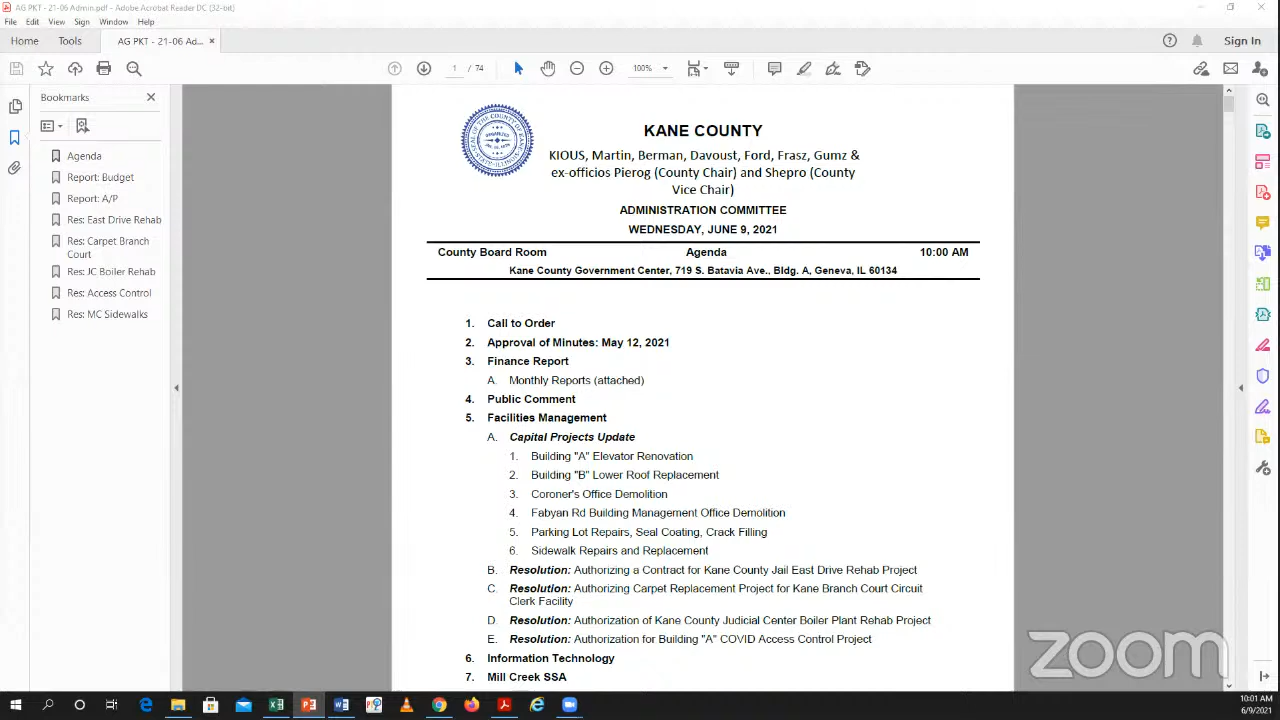 AG PKT - 21-06 Admin.pdf - Adobe Acrobat Reader DC (32-bit)
File Edit View Sign Window Help
Home Tools AG PKT - 21-06 Ad... × Sign In
1 / 74 100%
Bookmarks
Agenda
Report: Budget
Report: A/P
Res: East Drive Rehab
Res: Carpet Branch
Court
Res: JC Boiler Rehab
Res: Access Control
Res: MC Sidewalks
KANE COUNTY
KIOUS, Martin, Berman, Davoust, Ford, Frasz, Gumz &
ex-officios Pierog (County Chair) and Shepro (County
Vice Chair)
ADMINISTRATION COMMITTEE
WEDNESDAY, JUNE 9, 2021
County Board Room Agenda 10:00 AM
Kane County Government Center, 719 S. Batavia Ave., Bldg. A, Geneva, IL 60134
1. Call to Order
2. Approval of Minutes: May 12, 2021
3. Finance Report
A. Monthly Reports (attached)
4. Public Comment
5. Facilities Management
A. Capital Projects Update
1. Building "A" Elevator Renovation
2. Building "B" Lower Roof Replacement
3. Coroner's Office Demolition
4. Fabyan Rd Building Management Office Demolition
5. Parking Lot Repairs, Seal Coating, Crack Filling
6. Sidewalk Repairs and Replacement
B. Resolution: Authorizing a Contract for Kane County Jail East Drive Rehab Project
C. Resolution: Authorizing Carpet Replacement Project for Kane Branch Court Circuit
Clerk Facility
D. Resolution: Authorization of Kane County Judicial Center Boiler Plant Rehab Project
E. Resolution: Authorization for Building "A" COVID Access Control Project
6. Information Technology
7. Mill Creek SSA
zoom
10:01 AM
6/9/2021